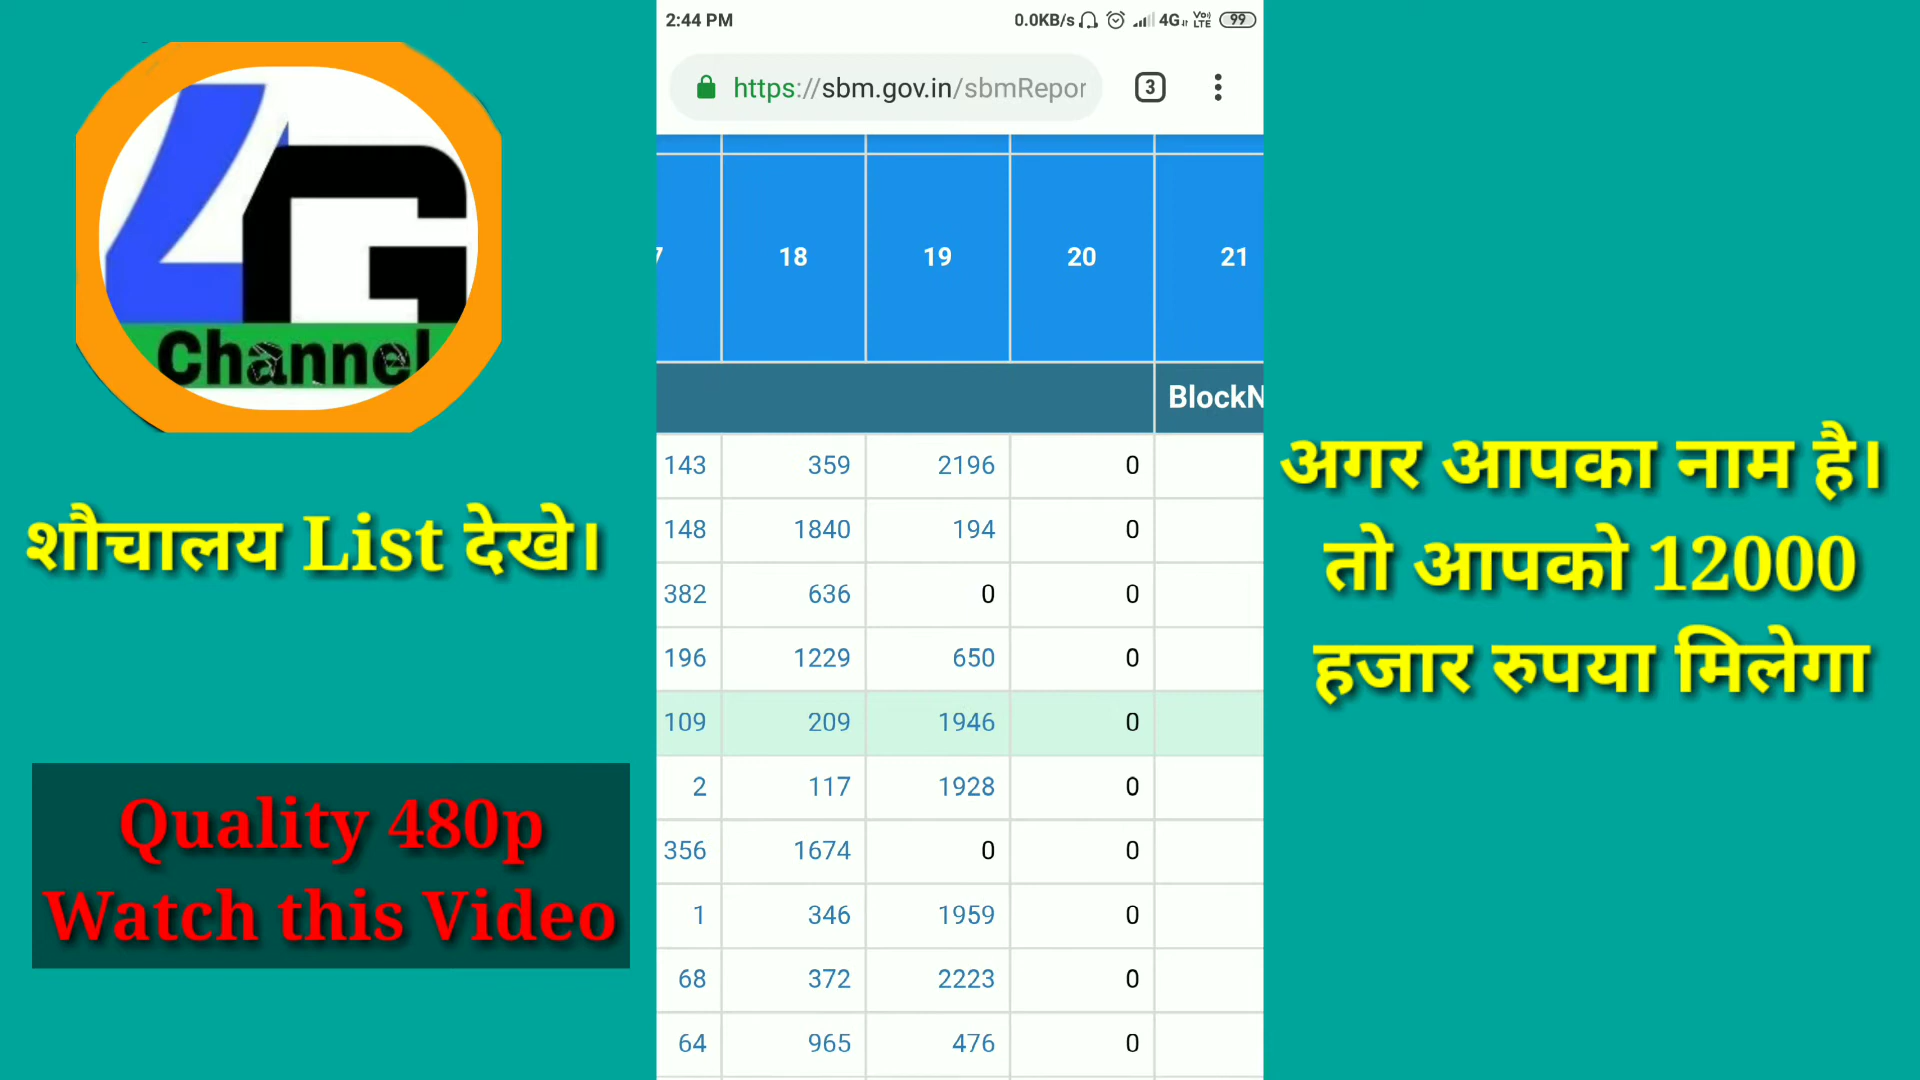 2:44 PM 0.0KB/s 4G Vo) LTE 99
https://sbm.gov.in/sbmRepor 3
4G
Channel
18 19 20 21
BlockN
143 359 2196 0
148 1840 194 0
382 636 0 0
196 1229 650 0
109 209 1946 0
2 117 1928 0
356 1674 0 0
1 346 1959 0
68 372 2223 0
64 965 476 0
शौचालय List देखे।
Quality 480p
Watch this Video
अगर आपका नाम है।
तो आपको 12000
हजार रुपया मिलेगा